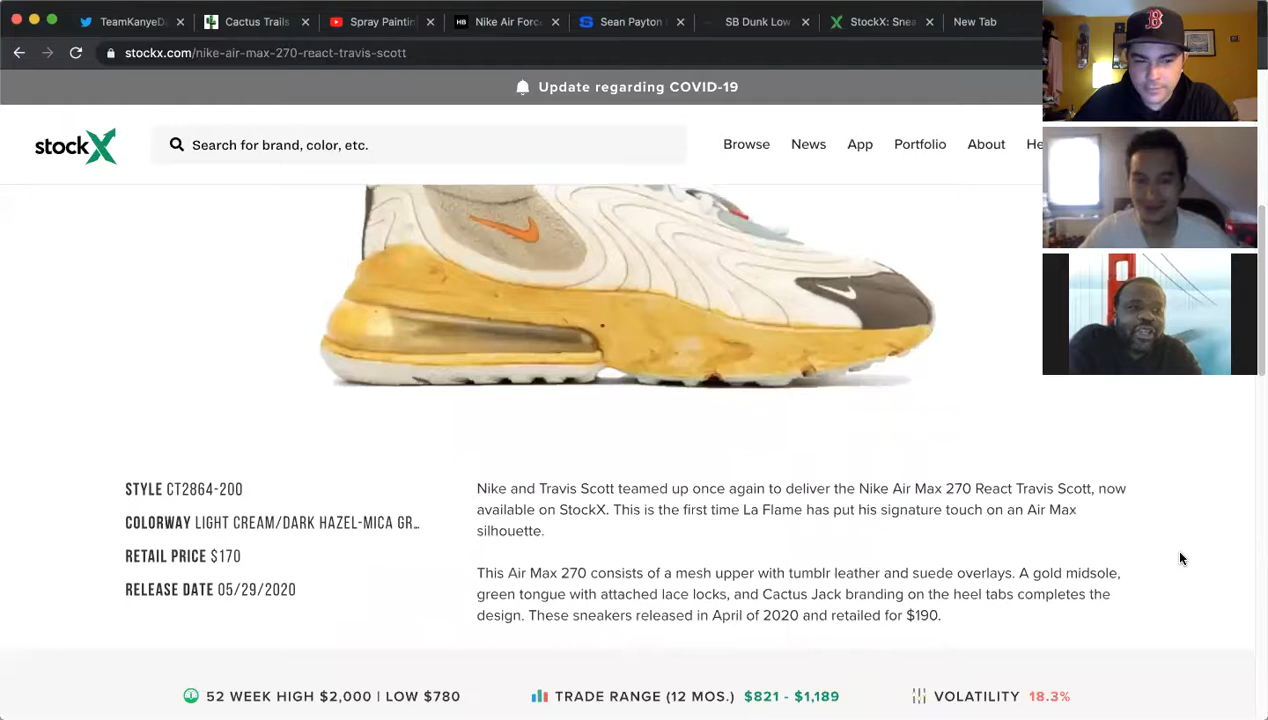 TeamKanyeD
Cactus Trails
Spray Paintin
Nike Air Forc
Sean Payton
SB Dunk Low
StockX: Snea
New Tab
stockx.com/nike-air-max-270-react-travis-scott
Update regarding COVID-19
stockX
Search for brand, color, etc.
Browse
News
App
Portfolio
About
He
B
STYLE CT2864-200
COLORWAY LIGHT CREAM/DARK HAZEL-MICA GR...
RETAIL PRICE $170
RELEASE DATE 05/29/2020
Nike and Travis Scott teamed up once again to deliver the Nike Air Max 270 React Travis Scott, now
available on StockX. This is the first time La Flame has put his signature touch on an Air Max
silhouette.
This Air Max 270 consists of a mesh upper with tumblr leather and suede overlays. A gold midsole,
green tongue with attached lace locks, and Cactus Jack branding on the heel tabs completes the
design. These sneakers released in April of 2020 and retailed for $190.
52 WEEK HIGH $2,000 | LOW $780
TRADE RANGE (12 MOS.) $821 - $1,189
VOLATILITY 18.3%